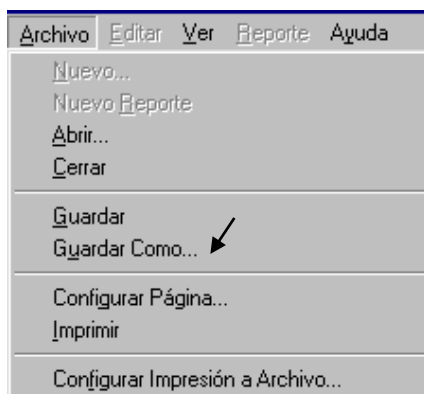 Archivo Editar Ver Reporte Ayuda
Nuevo...
Nuevo Reporte
Abrir...
Cerrar
Guardar
Guardar Como...
Configurar Página...
Imprimir
Configurar Impresión a Archivo...